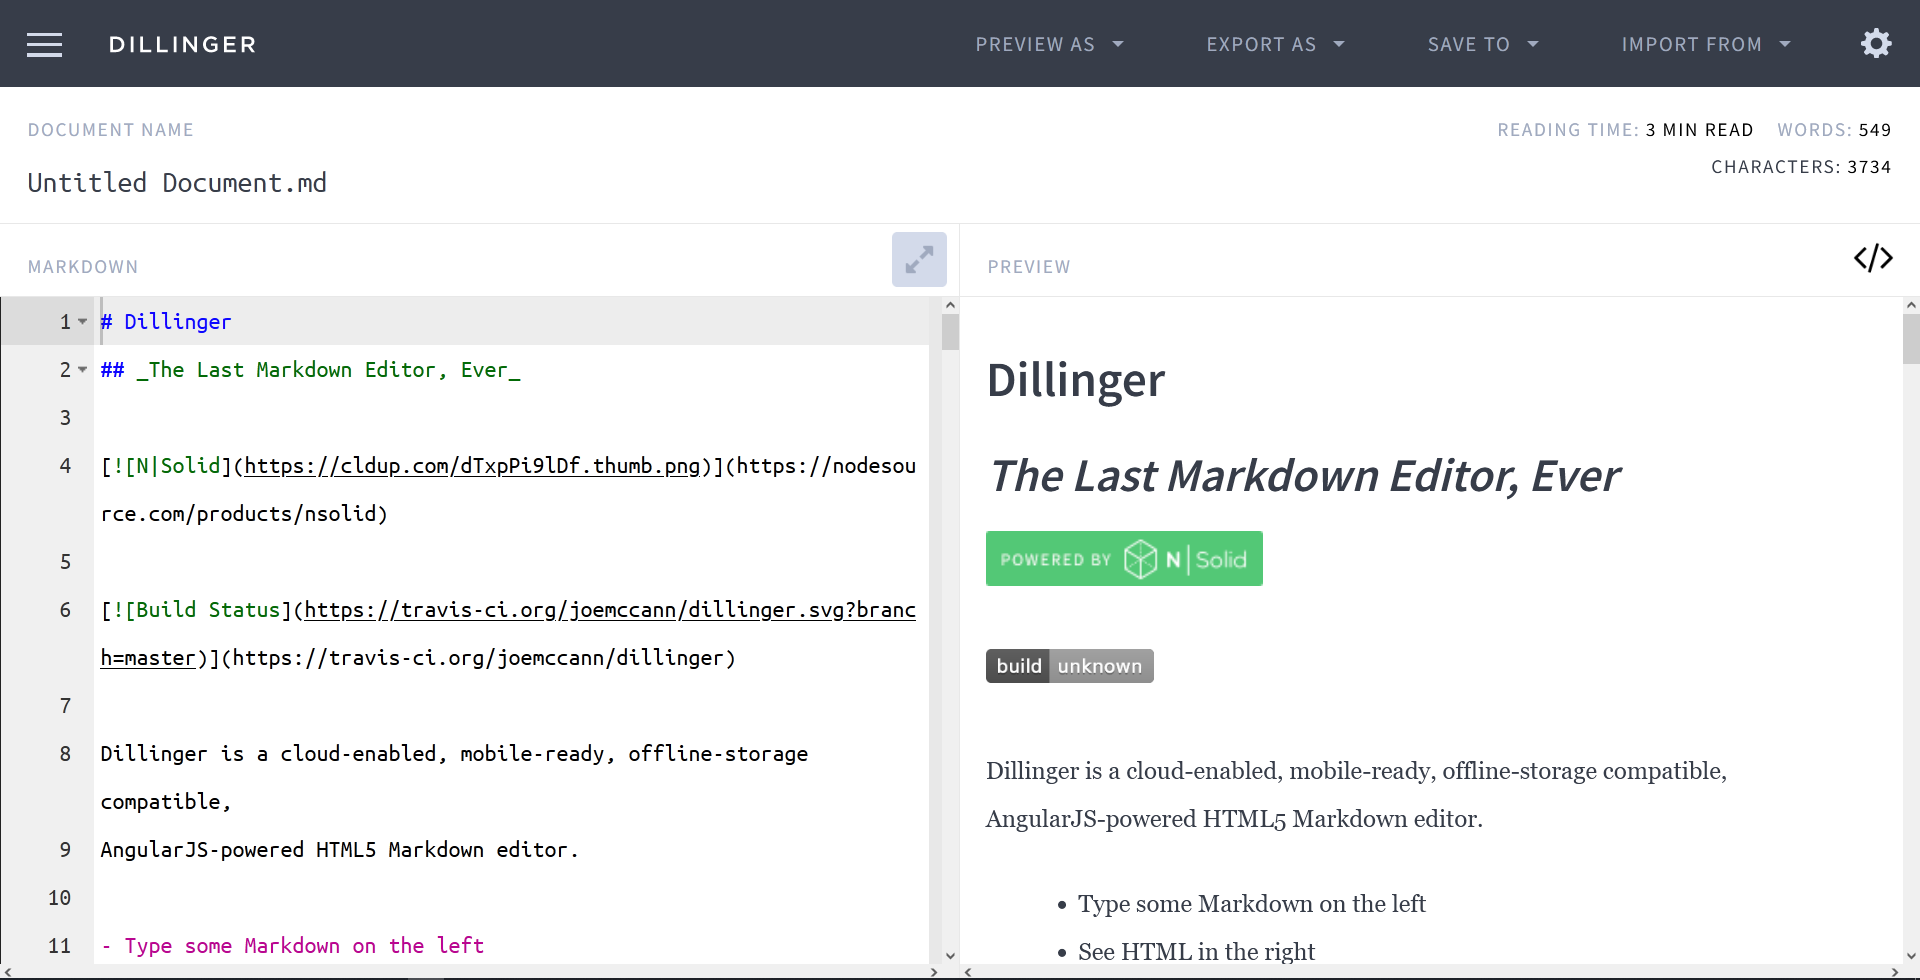 DILLINGER
PREVIEW AS
EXPORT AS
SAVE TO
IMPORT FROM
DOCUMENT NAME
READING TIME: 3 MIN READ WORDS: 549
CHARACTERS: 3734
Untitled Document.md
MARKDOWN
1 # Dillinger
2 ## _The Last Markdown Editor, Ever_
3
4 [![N|Solid](https://cldup.com/dTxpPi9lDf.thumb.png)](https://nodesou
rce.com/products/nsolid)
5
6 [![Build Status](https://travis-ci.org/joemccann/dillinger.svg?branc
h=master)](https://travis-ci.org/joemccann/dillinger)
7
8 Dillinger is a cloud-enabled, mobile-ready, offline-storage
compatible,
9 AngularJS-powered HTML5 Markdown editor.
10
11 - Type some Markdown on the left
PREVIEW
</>
Dillinger
The Last Markdown Editor, Ever
POWERED BY N|Solid
build unknown
Dillinger is a cloud-enabled, mobile-ready, offline-storage compatible,
AngularJS-powered HTML5 Markdown editor.
• Type some Markdown on the left
• See HTML in the right